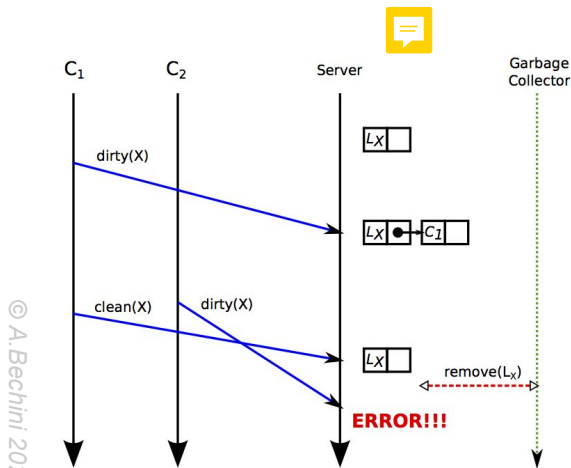 C1
C2
Server
Garbage
Collector
LX
dirty(X)
LX
C1
clean(X)
dirty(X)
LX
remove(LX)
ERROR!!!
© A.Bechini 20